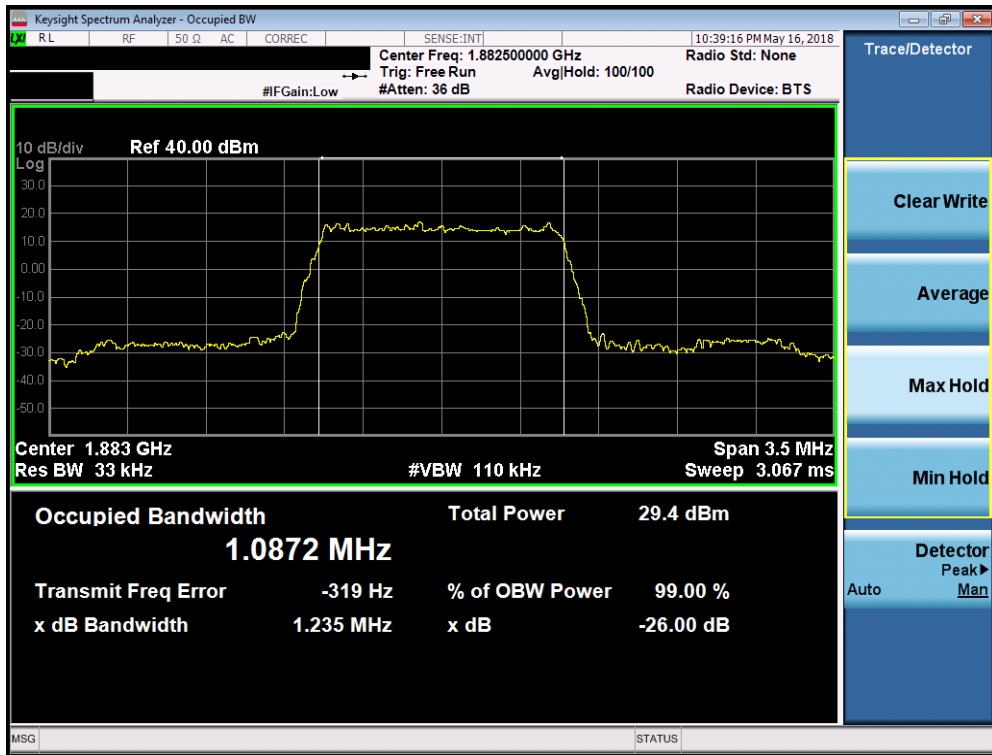 Keysight Spectrum Analyzer - Occupied BW
LXI RL RF 50 Ω AC CORREC SENSE:INT 10:39:16 PM May 16, 2018
Center Freq: 1.882500000 GHz Radio Std: None
Trig: Free Run Avg|Hold: 100/100
#IFGain:Low #Atten: 36 dB Radio Device: BTS
Trace/Detector
10 dB/div Ref 40.00 dBm
Log
30.0
20.0
10.0
0.00
-10.0
-20.0
-30.0
-40.0
-50.0
Center 1.883 GHz Span 3.5 MHz
Res BW 33 kHz #VBW 110 kHz Sweep 3.067 ms
Occupied Bandwidth Total Power 29.4 dBm
1.0872 MHz
Transmit Freq Error -319 Hz % of OBW Power 99.00 %
x dB Bandwidth 1.235 MHz x dB -26.00 dB
Clear Write
Average
Max Hold
Min Hold
Detector
Peak▶
Auto Man
MSG STATUS